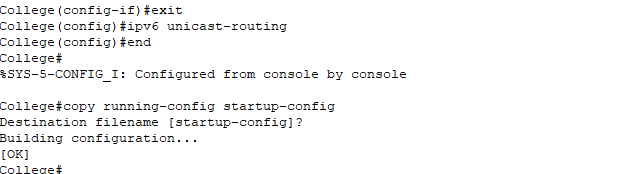 College(config-if)#exit
College(config)#ipv6 unicast-routing
College(config)#end
College#
%SYS-5-CONFIG_I: Configured from console by console
College#copy running-config startup-config
Destination filename [startup-config]?
Building configuration...
[OK]
College#